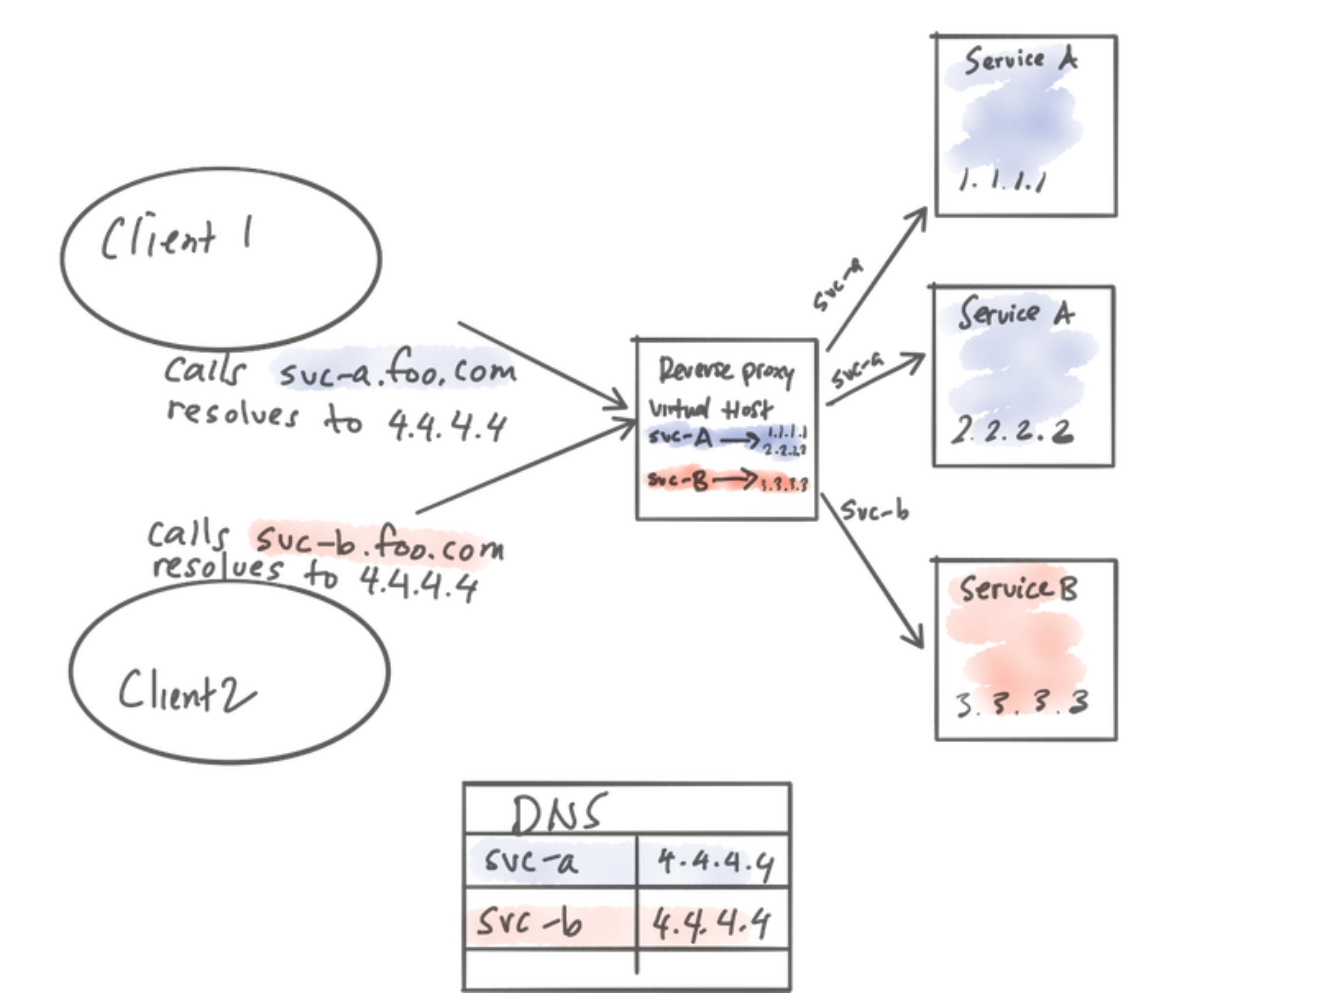 Client 1
calls svc-a.foo.com
resolves to 4.4.4.4
calls svc-b.foo.com
resolves to 4.4.4.4
Client2
Reverse proxy
Virtual Host
svc-A → 1.1.1.1
2.2.2.2
svc-B → 3.3.3.3
svc-a
svc-a
svc-b
Service A
1.1.1.1
Service A
2.2.2.2
Service B
3.3.3.3
DNS
svc-a 4.4.4.4
svc-b 4.4.4.4